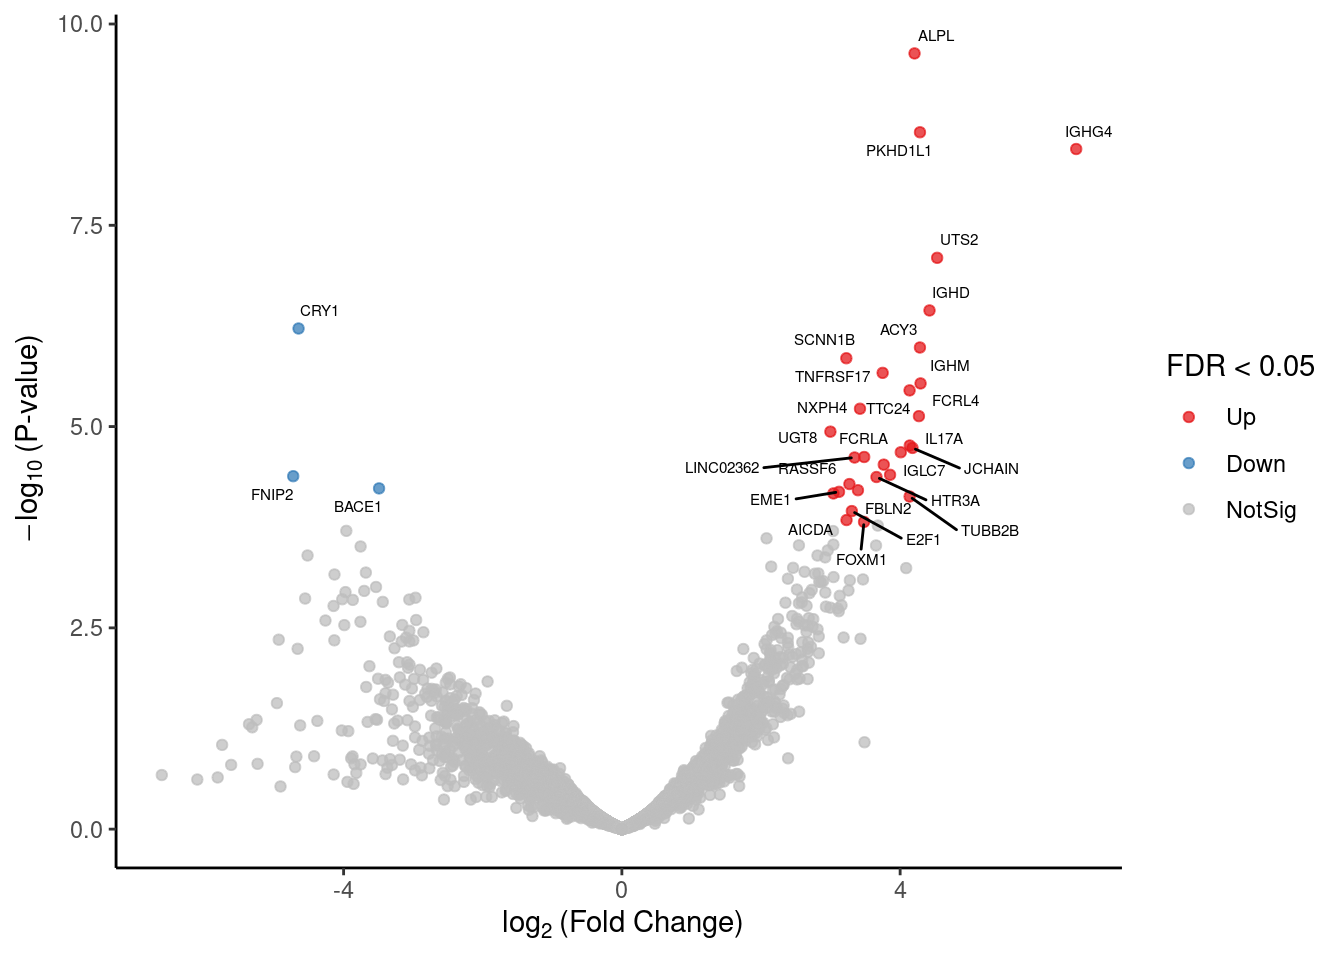 10.0
7.5
5.0
2.5
0.0
−log10 (P-value)
ALPL
PKHD1L1
IGHG4
UTS2
IGHD
CRY1
ACY3
SCNN1B
IGHM
TNFRSF17
FCRL4
NXPH4
TTC24
UGT8
FCRLA
IL17A
LINC02362
RASSF6
IGLC7
JCHAIN
FNIP2
BACE1
EME1
HTR3A
FBLN2
AICDA
TUBB2B
E2F1
FOXM1
-4
0
4
log2 (Fold Change)
FDR < 0.05
Up
Down
NotSig